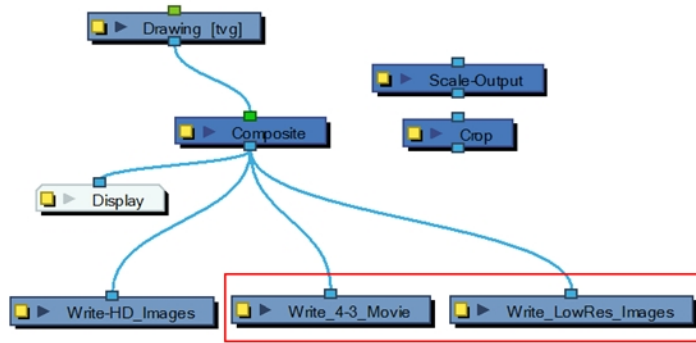 Drawing [tvg]
Scale-Output
Composite
Crop
Display
Write-HD_Images
Write_4-3_Movie
Write_LowRes_Images